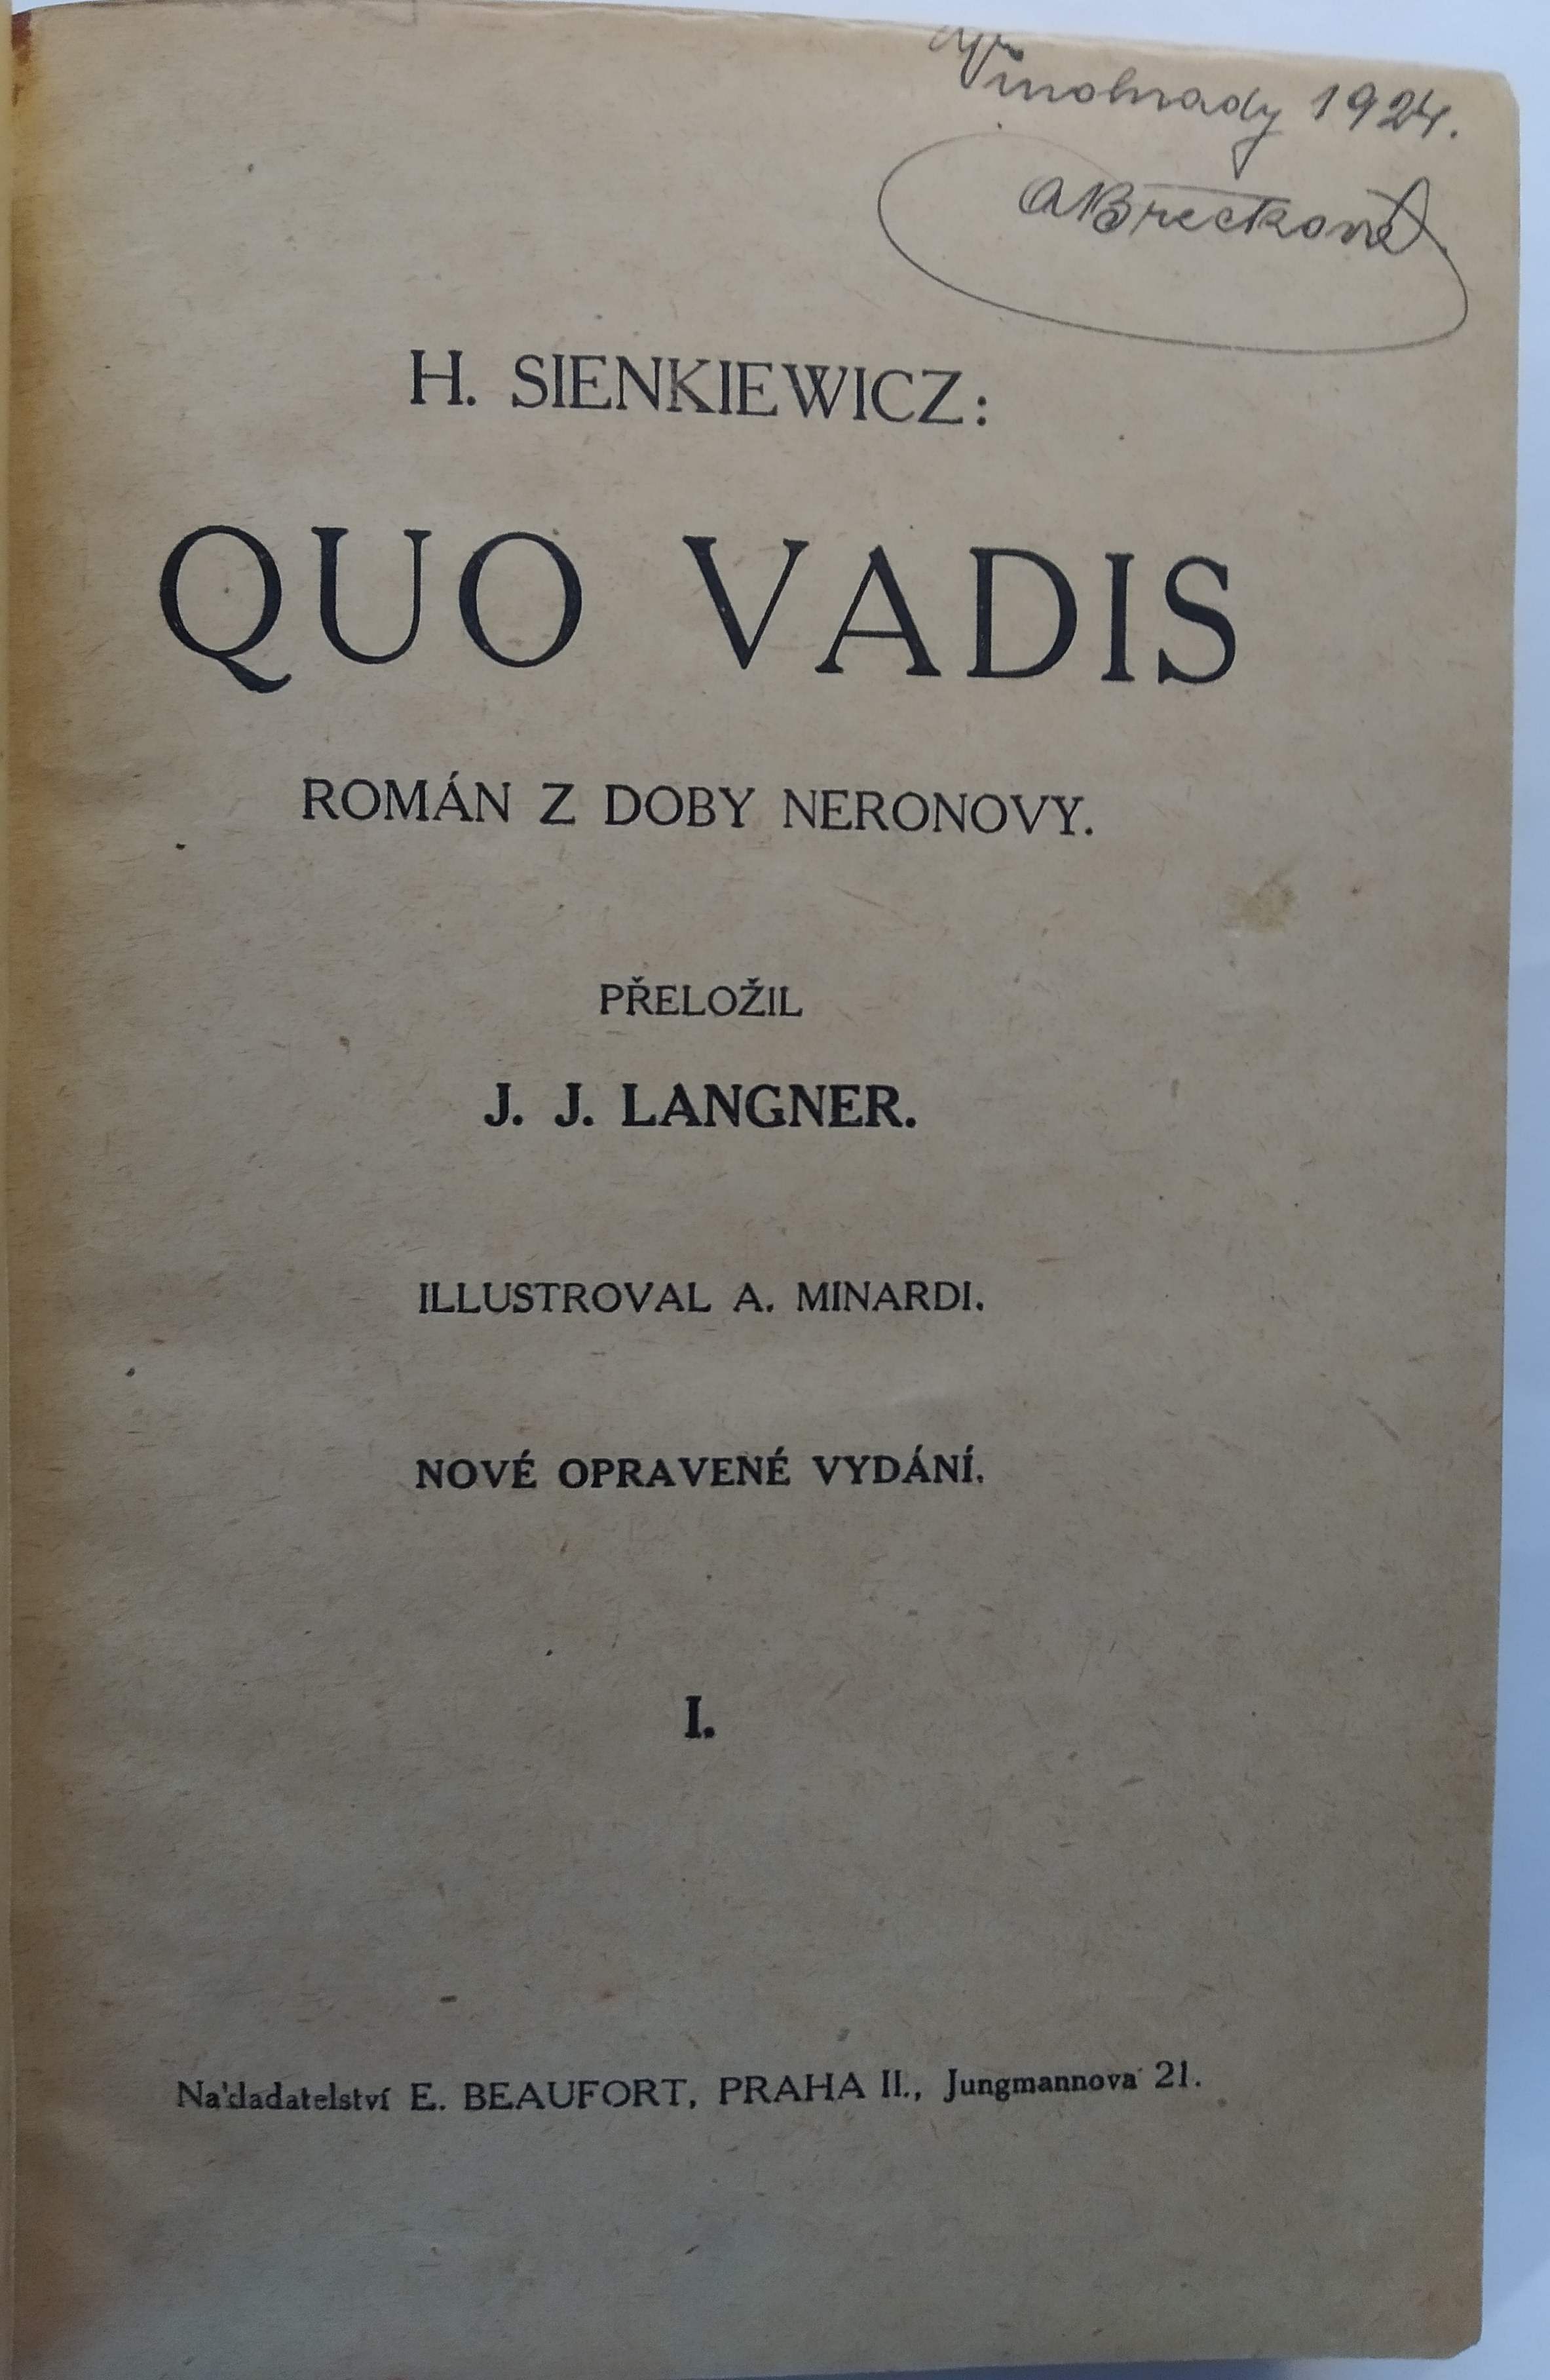 Vinohrady 1924.
H. SIENKIEWICZ:
QUO VADIS
ROMÁN Z DOBY NERONOVY.
PŘELOŽIL
J. J. LANGNER.
ILLUSTROVAL A. MINARDI.
NOVÉ OPRAVENÉ VYDÁNÍ.
I.
Nakladatelství E. BEAUFORT, PRAHA II., Jungmannova 21.